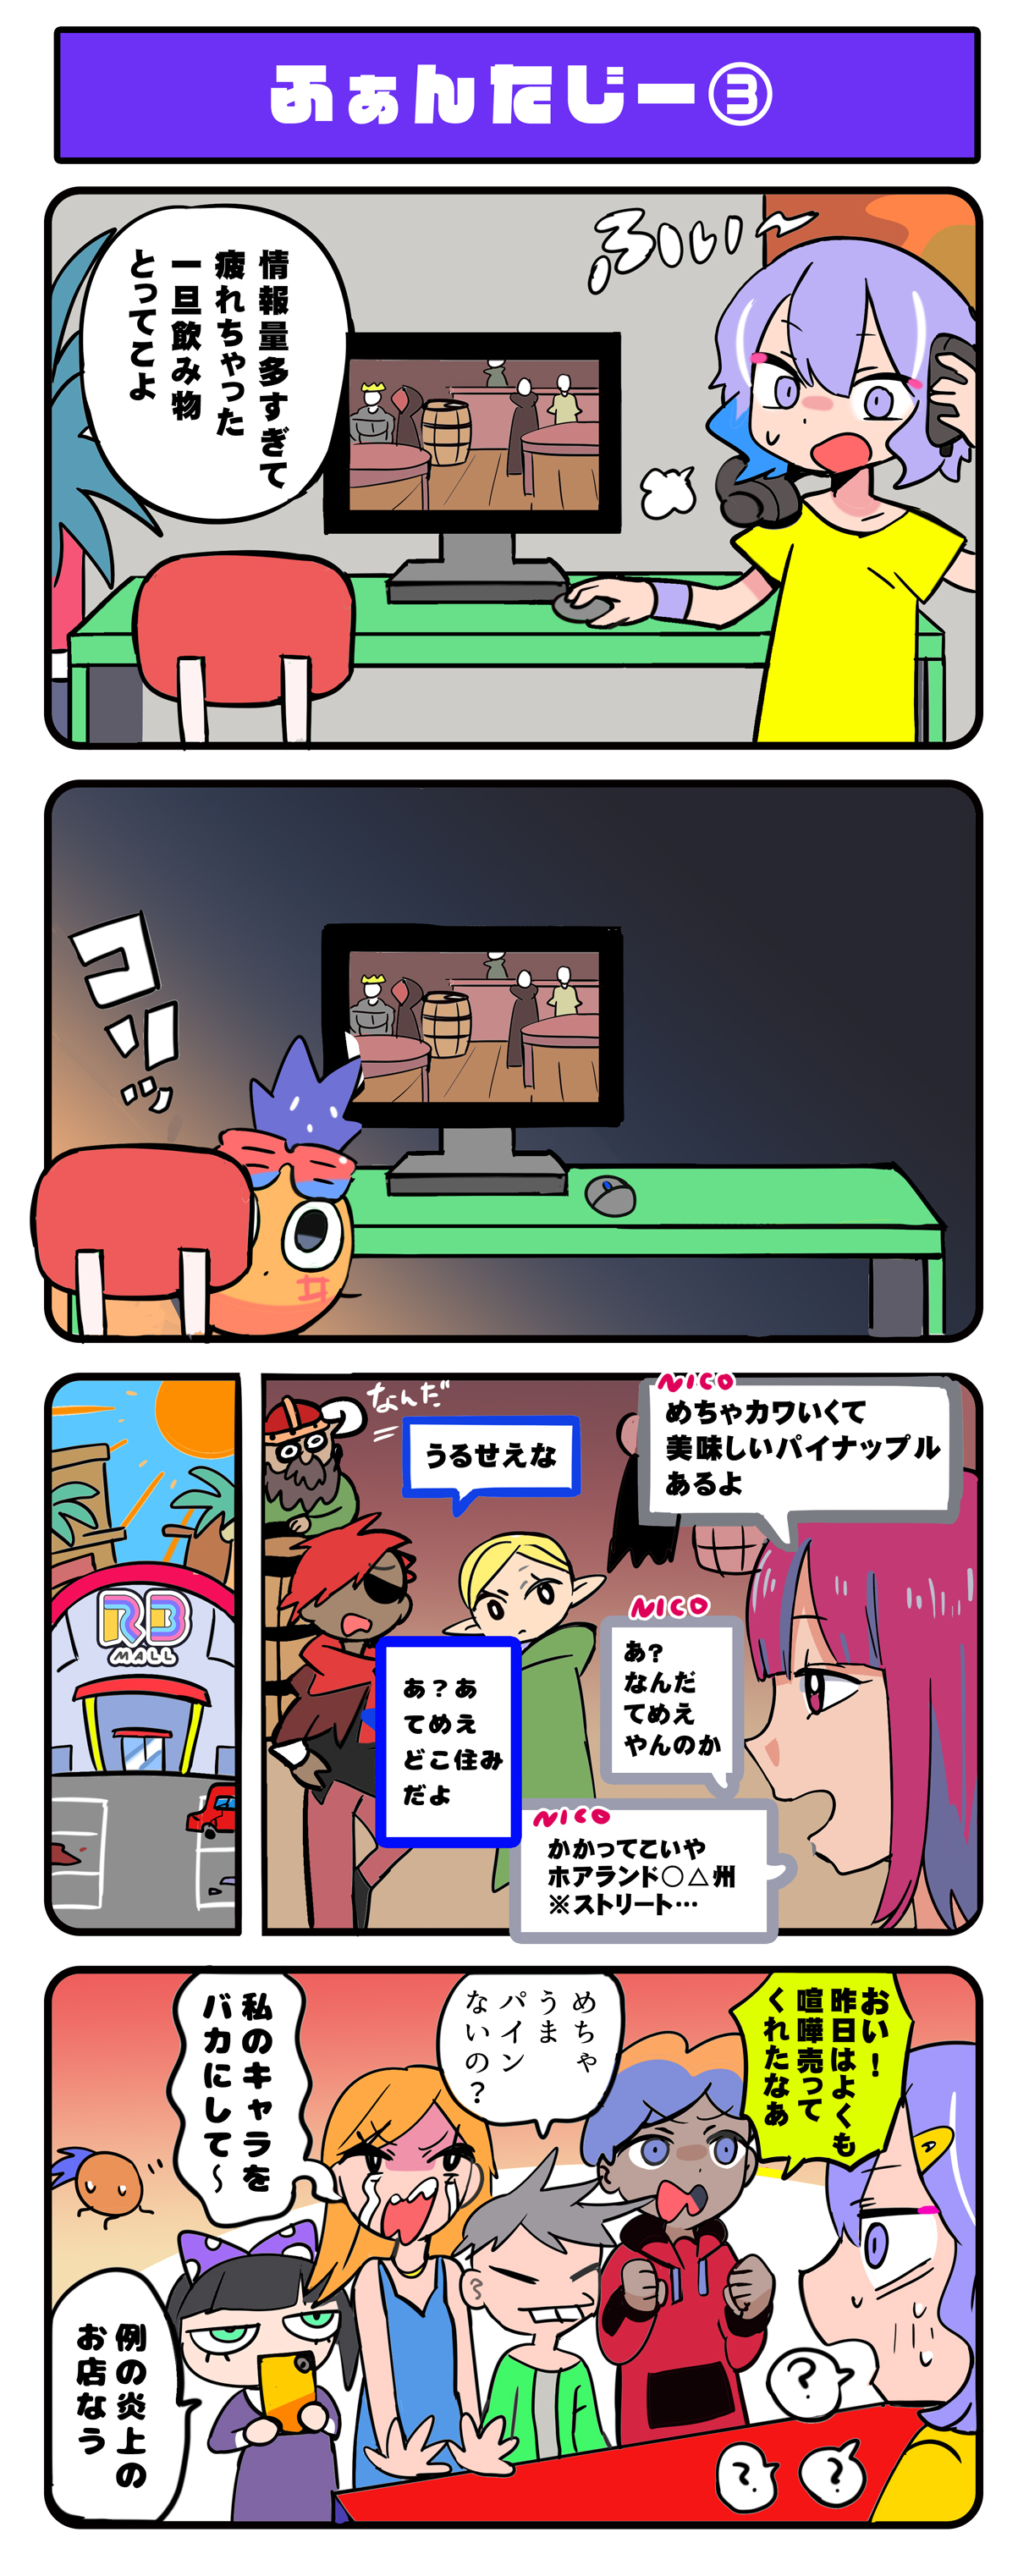 ふぁんたじー③
ふぃい〜
情報量多すぎて
疲れちゃった
一旦飲み物
とってこよ
コソッ
RB
MALL
NICO
めちゃカワいくて
美味しいパイナップル
あるよ
なんだ
うるせえな
NICO
あ?
なんだ
てめえ
やんのか
あ?あ
てめえ
どこ住み
だよ
NICO
かかってこいや
ホアランド○△州
※ストリート…
おい!
昨日はよくも
喧嘩売って
くれたなあ
めちゃ
うま
パイン
ないの?
私のキャラを
バカにして〜
例の炎上の
お店なう
?
?
?